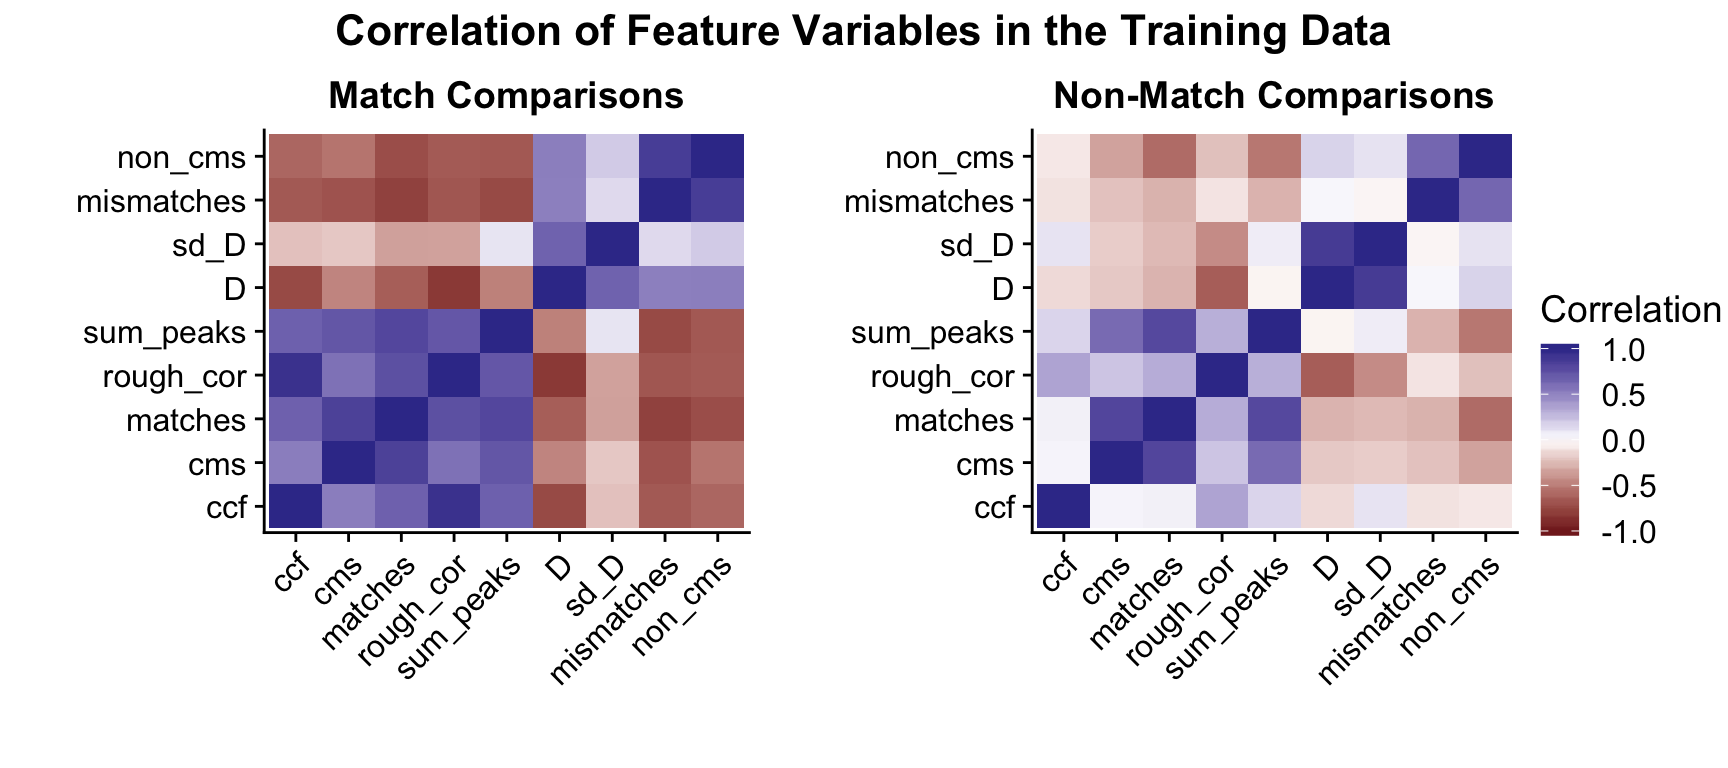 Correlation of Feature Variables in the Training Data
Match Comparisons
non_cms
mismatches
sd_D
D
sum_peaks
rough_cor
matches
cms
ccf
ccf
cms
matches
rough_cor
sum_peaks
D
sd_D
mismatches
non_cms
Non-Match Comparisons
non_cms
mismatches
sd_D
D
sum_peaks
rough_cor
matches
cms
ccf
ccf
cms
matches
rough_cor
sum_peaks
D
sd_D
mismatches
non_cms
Correlation
1.0
0.5
0.0
-0.5
-1.0